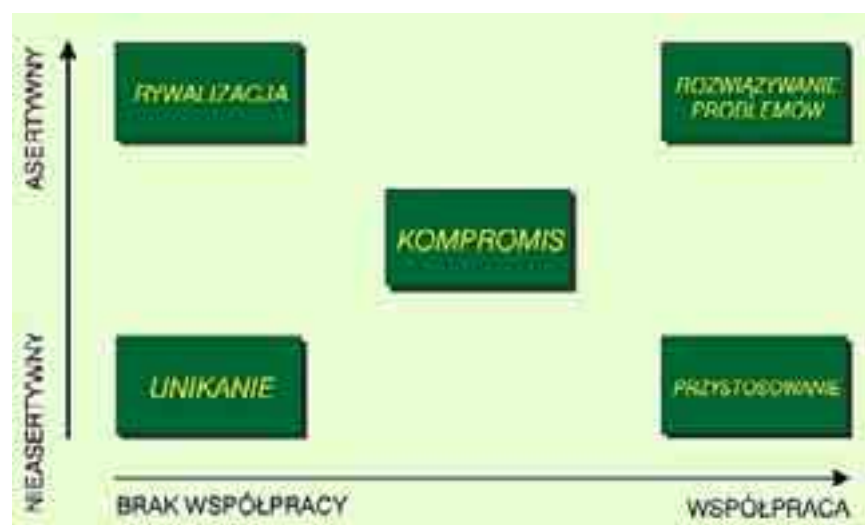 ASERTYWNY
RYWALIZACJA
ROZWIĄZYWANIE
PROBLEMÓW
KOMPROMIS
NIEASERTYWNY
UNIKANIE
PRZYSTOSOWANIE
BRAK WSPÓŁPRACY
WSPÓŁPRACA